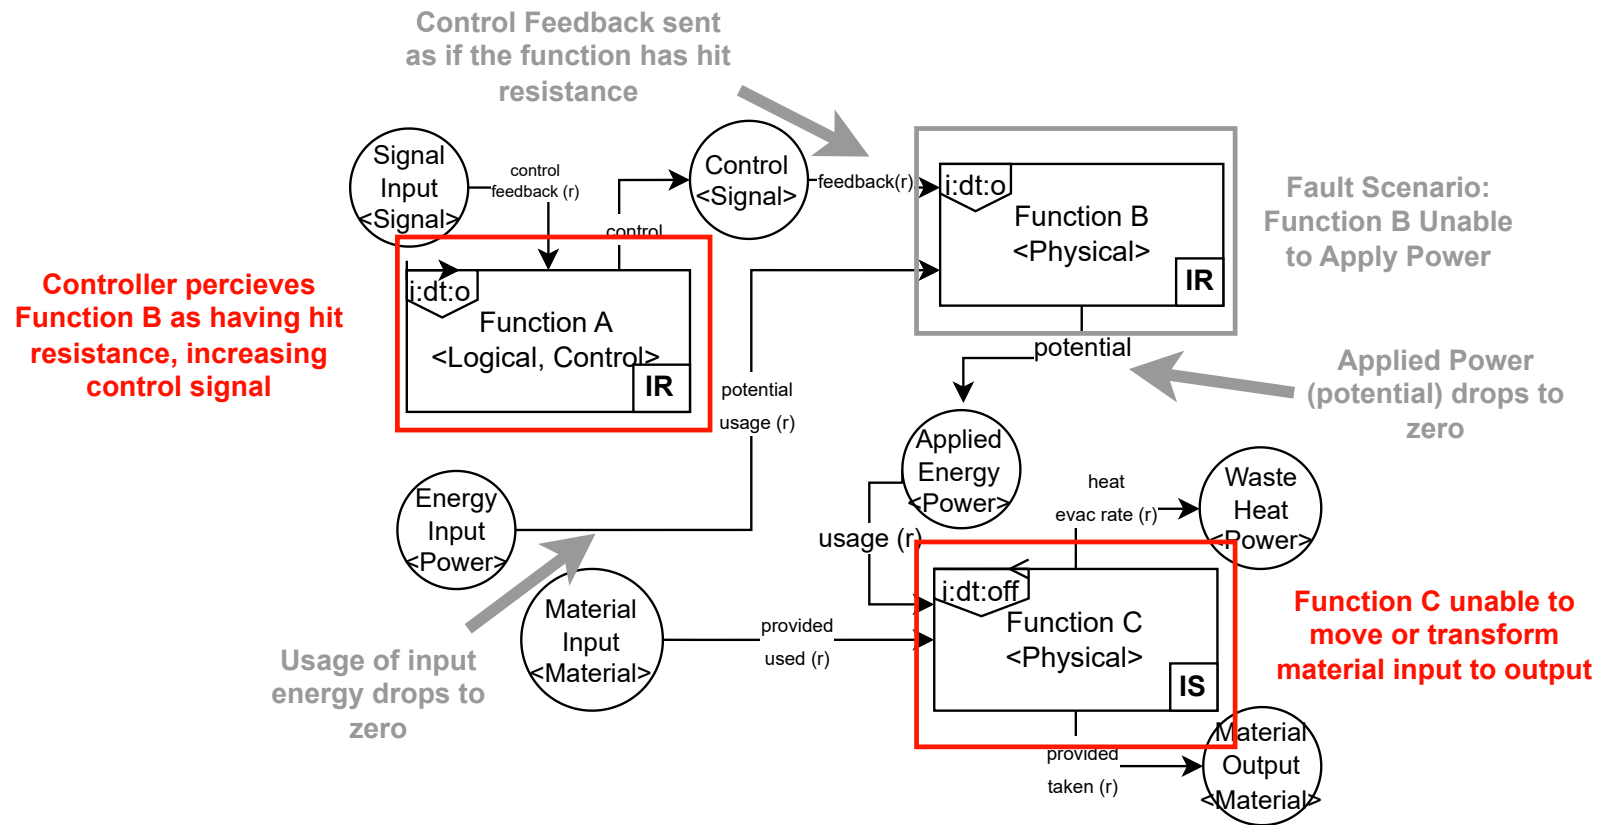 Control Feedback sent
as if the function has hit
resistance
Signal
Input
<Signal>
control
feedback (r)
Control
<Signal>
feedback(r)
control
i:dt:o
Function B
<Physical>
IR
Fault Scenario:
Function B Unable
to Apply Power
Controller percieves
Function B as having hit
resistance, increasing
control signal
i:dt:o
Function A
<Logical, Control>
IR
potential
usage (r)
potential
Applied Power
(potential) drops to
zero
Applied
Energy
<Power>
Energy
Input
<Power>
usage (r)
heat
evac rate (r)
Waste
Heat
<Power>
Material
Input
<Material>
provided
used (r)
i:dt:off
Function C
<Physical>
IS
Function C unable to
move or transform
material input to output
Usage of input
energy drops to
zero
provided
taken (r)
Material
Output
<Material>